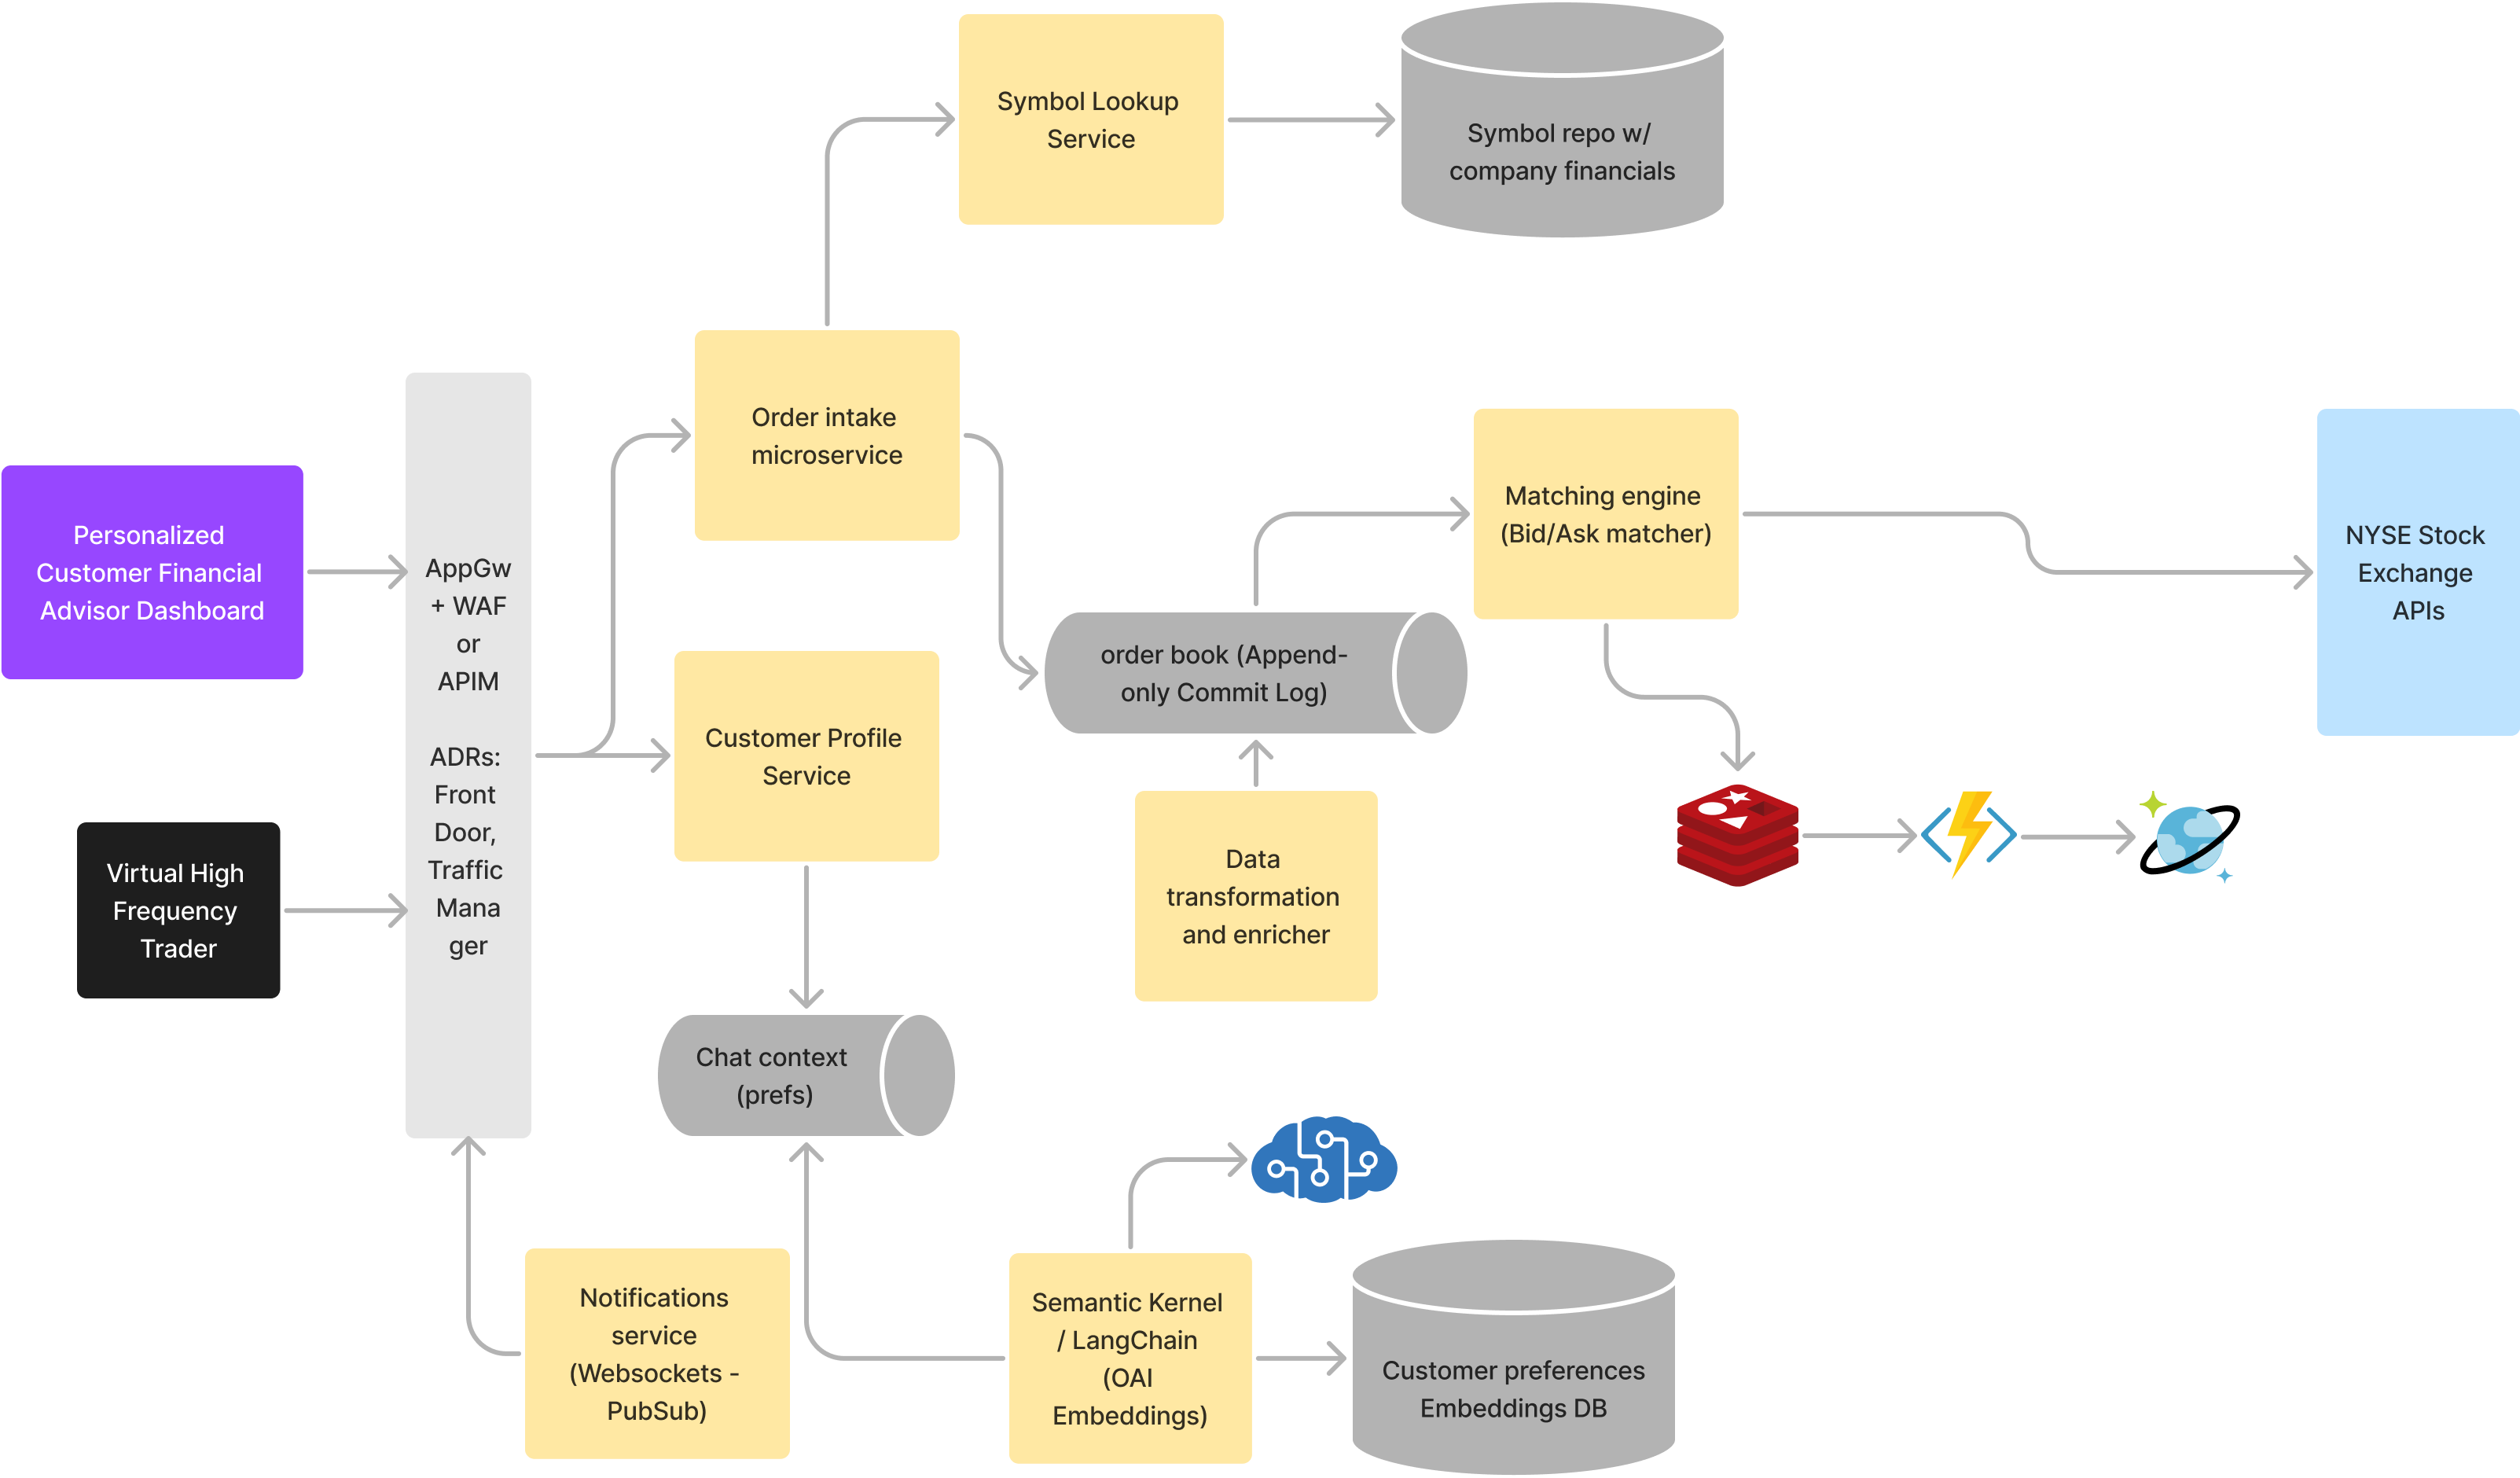 Symbol Lookup
Service
Symbol repo w/
company financials
Order intake
microservice
Personalized
Customer Financial
Advisor Dashboard
AppGw
+ WAF
or
APIM
ADRs:
Front
Door,
Traffic
Mana
ger
Virtual High
Frequency
Trader
Customer Profile
Service
order book (Append-
only Commit Log)
Matching engine
(Bid/Ask matcher)
NYSE Stock
Exchange
APIs
Data
transformation
and enricher
Chat context
(prefs)
Notifications
service
(Websockets -
PubSub)
Semantic Kernel
/ LangChain
(OAI
Embeddings)
Customer preferences
Embeddings DB